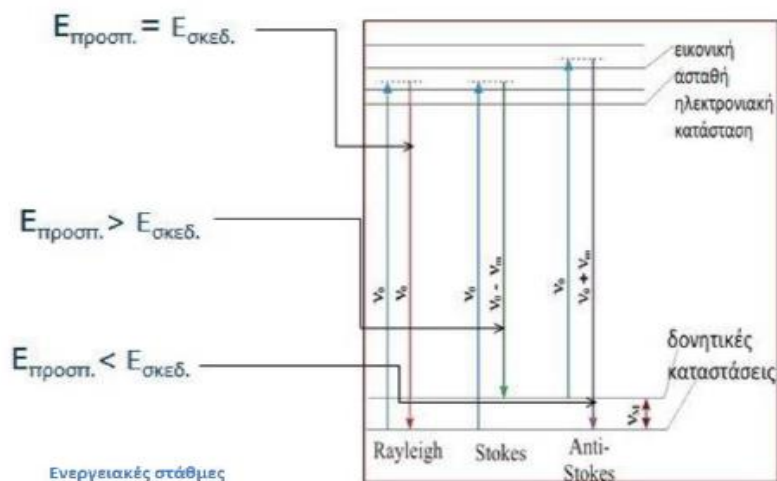 Eπροσπ. = Eσκεδ.
Eπροσπ. > Eσκεδ.
Eπροσπ. < Eσκεδ.
εικονική
ασταθή
ηλεκτρονιακή
κατάσταση
ν₀
ν₀
ν₀
ν₀ - νₘ
ν₀
ν₀ + νₘ
δονητικές
καταστάσεις
νM
Rayleigh
Stokes
Anti-
Stokes
Ενεργειακές στάθμες